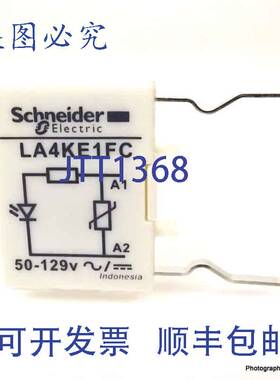 盗图必究
Schneider
Electric
LA4KE1FC
JTT1368
A1
A2
50-129v ~/⎓
Indonesia
可开发票 顺丰包邮
Photograph